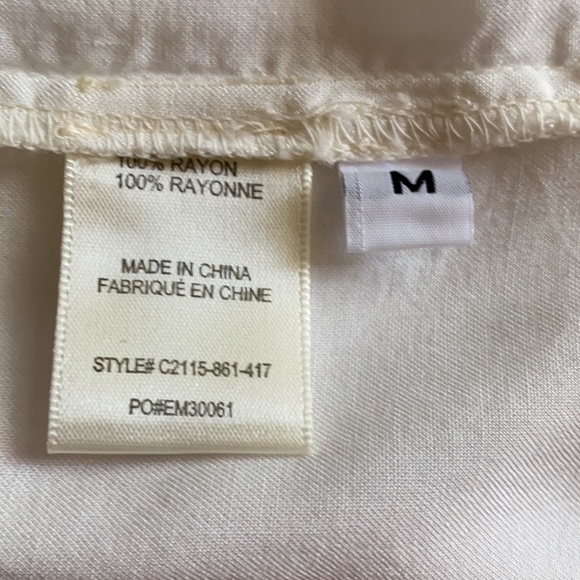 100% RAYON
100% RAYONNE
MADE IN CHINA
FABRIQUÉ EN CHINE
STYLE# C2115-861-417
PO#EM30061
M